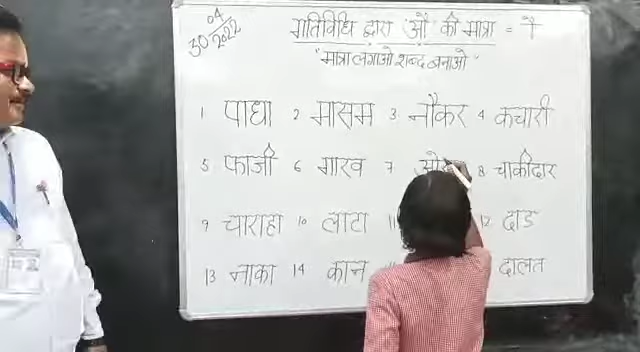 30/04/2022
गतिविधि द्वारा 'औ' की मात्रा = ौ
"मात्रा लगाओ शब्द बनाओ"
1 पाधा 2 मासम 3 नौकर 4 कचारी
5 फाजी 6 गारव 7 8 चाकीदार
9 चाराहा 10 लाटा 11 12 दाड
13 नाका 14 कान दालत